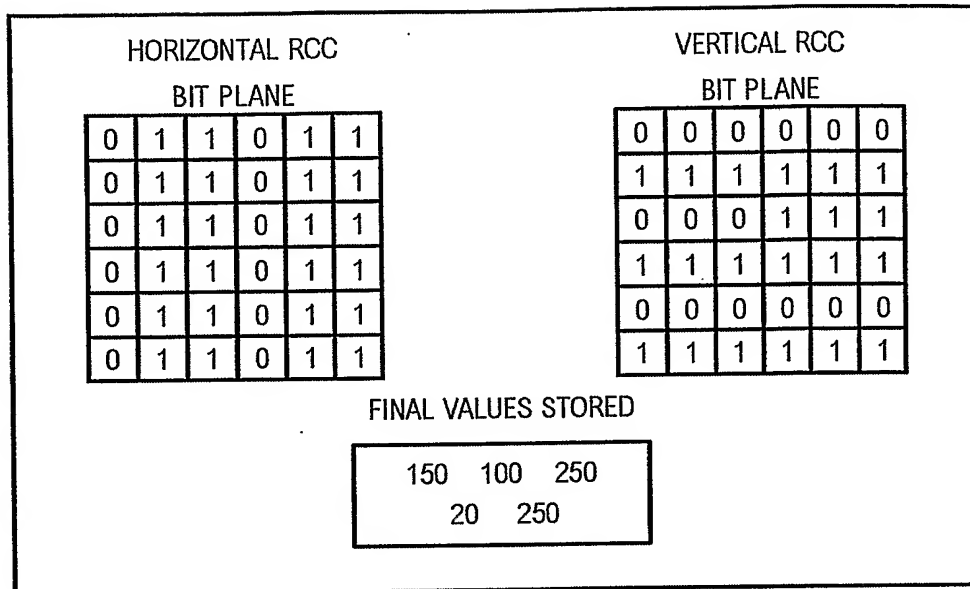 HORIZONTAL RCC
BIT PLANE
0 1 1 0 1 1
0 1 1 0 1 1
0 1 1 0 1 1
0 1 1 0 1 1
0 1 1 0 1 1
0 1 1 0 1 1
VERTICAL RCC
BIT PLANE
0 0 0 0 0 0
1 1 1 1 1 1
0 0 0 1 1 1
1 1 1 1 1 1
0 0 0 0 0 0
1 1 1 1 1 1
FINAL VALUES STORED
150 100 250
20 250